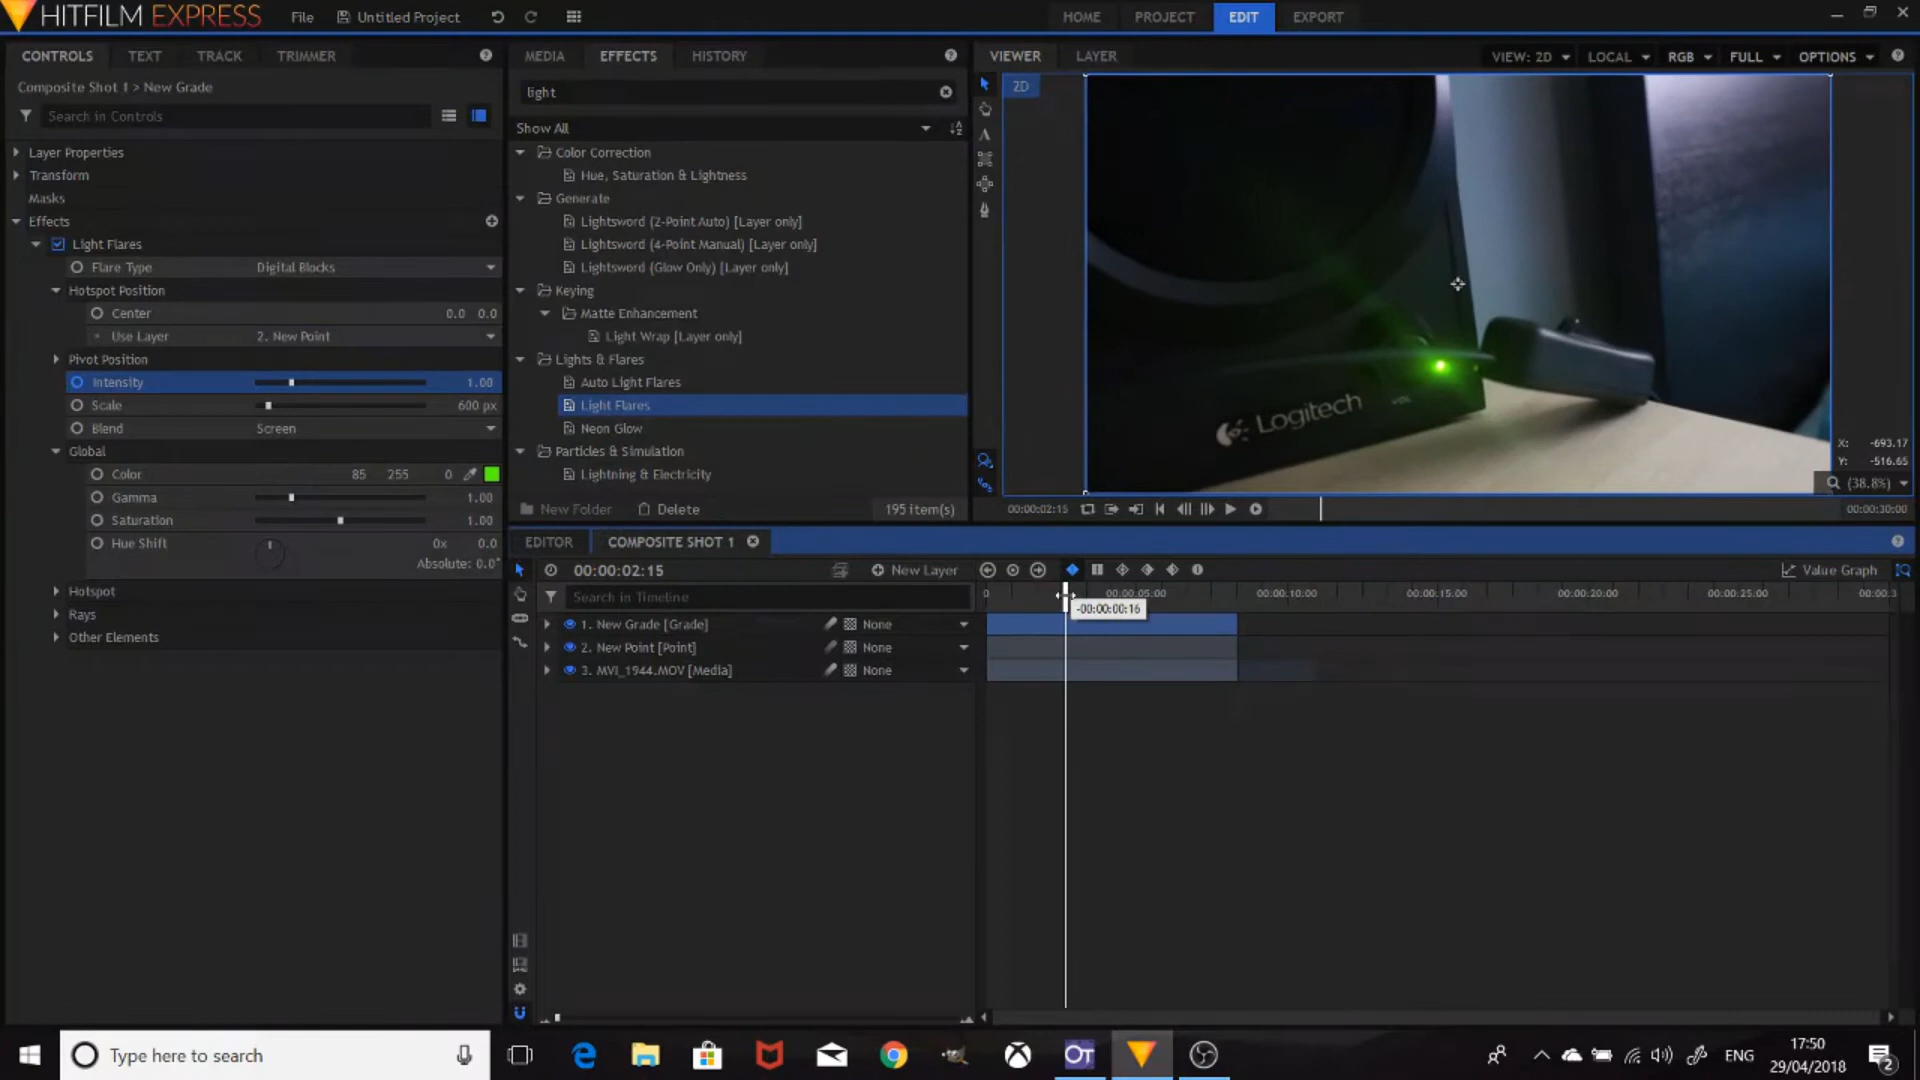 HITFILM EXPRESS File Untitled Project HOME PROJECT EDIT EXPORT
CONTROLS TEXT TRACK TRIMMER
Composite Shot 1 > New Grade
Search in Controls
Layer Properties
Transform
Masks
Effects
Light Flares
Flare Type Digital Blocks
Hotspot Position
Center 0.0 0.0
Use Layer 2. New Point
Pivot Position
Intensity 1.00
Scale 600 px
Blend Screen
Global
Color 85 255 0
Gamma 1.00
Saturation 1.00
Hue Shift 0x 0.0
Absolute: 0.0°
Hotspot
Rays
Other Elements
MEDIA EFFECTS HISTORY
light
Show All
Color Correction
Hue, Saturation & Lightness
Generate
Lightsword (2-Point Auto) [Layer only]
Lightsword (4-Point Manual) [Layer only]
Lightsword (Glow Only) [Layer only]
Keying
Matte Enhancement
Light Wrap [Layer only]
Lights & Flares
Auto Light Flares
Light Flares
Neon Glow
Particles & Simulation
Lightning & Electricity
New Folder Delete 195 item(s)
VIEWER LAYER VIEW: 2D LOCAL RGB FULL OPTIONS
2D
Logitech
VOL
X: -693.17
Y: -516.65
(38.8%)
00:00:02:15 00:00:30:00
EDITOR COMPOSITE SHOT 1
00:00:02:15 New Layer Value Graph
Search in Timeline
0 00:00:05:00 00:00:10:00 00:00:15:00 00:00:20:00 00:00:25:00 00:00:3
-00:00:00:16
1. New Grade [Grade] None
2. New Point [Point] None
3. MVI_1944.MOV [Media] None
Type here to search
ENG
17:50
29/04/2018
2